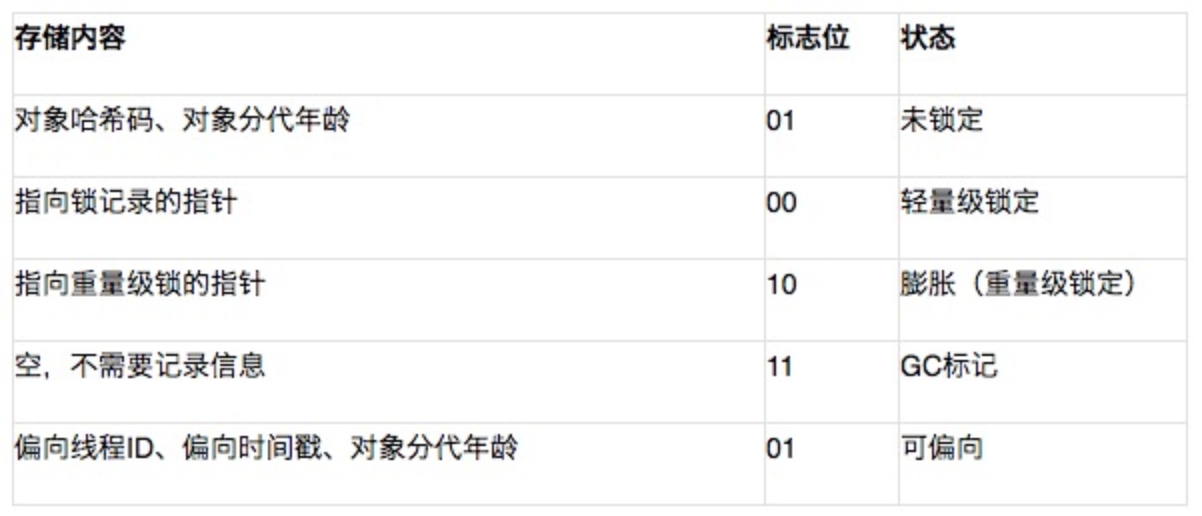 存储内容 标志位 状态
对象哈希码、对象分代年龄 01 未锁定
指向锁记录的指针 00 轻量级锁定
指向重量级锁的指针 10 膨胀（重量级锁定）
空，不需要记录信息 11 GC标记
偏向线程ID、偏向时间戳、对象分代年龄 01 可偏向